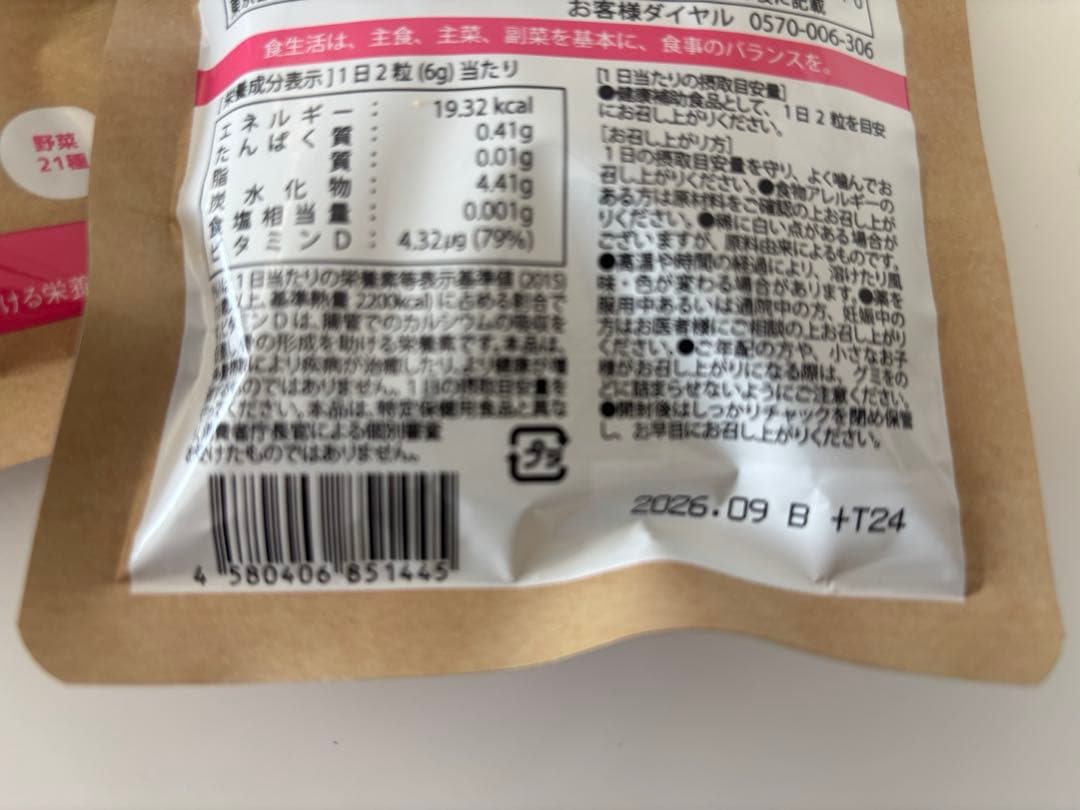 に記載
お客様ダイヤル 0570-006-306
食生活は、主食、主菜、副菜を基本に、食事のバランスを。
[栄養成分表示]1日2粒(6g)当たり
エネルギー： 19.32 kcal
たんぱく質： 0.41g
脂質： 0.01g
炭水化物： 4.41g
食塩相当量： 0.001g
ビタミンD： 4.32μg (79%)
1日当たりの栄養素等表示基準値(2015)
上、基準熱量 2200kcal)に占める割合で
ンDは、腸管でのカルシウムの吸収を
の形成を助ける栄養素です。本品は、
により疾病が治癒したり、より健康が増
ものではありません。1日の摂取目安量を
ください。本品は、特定保健用食品と異な
費者庁長官による個別審査
けたものではありません。
プラ
4 580406 851445
[1日当たりの摂取目安量]
●健康補助食品として、1日2粒を目安
にお召し上がりください。
[お召し上がり方]
1日の摂取目安量を守り、よく噛んでお
召し上がりください。●食物アレルギーの
ある方は原材料をご確認の上お召し上が
りください。●稀に白い点がある場合が
ございますが、原料由来によるものです。
●高温や時間の経過により、溶けたり風
味・色が変わる場合があります。●薬を
服用中あるいは通院中の方、妊娠中の
方はお医者様にご相談の上お召し上がり
ください。●ご年配の方や、小さなお子
様がお召し上がりになる際は、グミをの
どに詰まらせないようにご注意ください。
●開封後はしっかりチャックを閉め保管
し、お早目にお召し上がりください。
2026.09 B +T24
野菜
21種
ける栄養